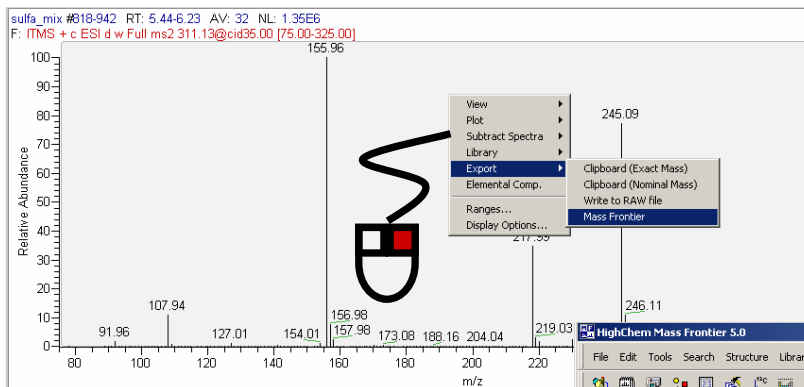 sulfa_mix #818-942 RT: 5.44-6.23 AV: 32 NL: 1.35E6
F: ITMS + c ESI d w Full ms2 311.13@cid35.00 [75.00-325.00]
155.96
100
90
80
70
60
50
40
30
20
10
0
Relative Abundance
245.09
View
Plot
Subtract Spectra
Library
Export
Elemental Comp.
Ranges...
Display Options...
Clipboard (Exact Mass)
Clipboard (Nominal Mass)
Write to RAW file
Mass Frontier
217.99
107.94
91.96
127.01
154.01
156.98
157.98
173.08
188.16
204.04
219.03
246.11
80 100 120 140 160 180 200 220
m/z
HighChem Mass Frontier 5.0
File Edit Tools Search Structure